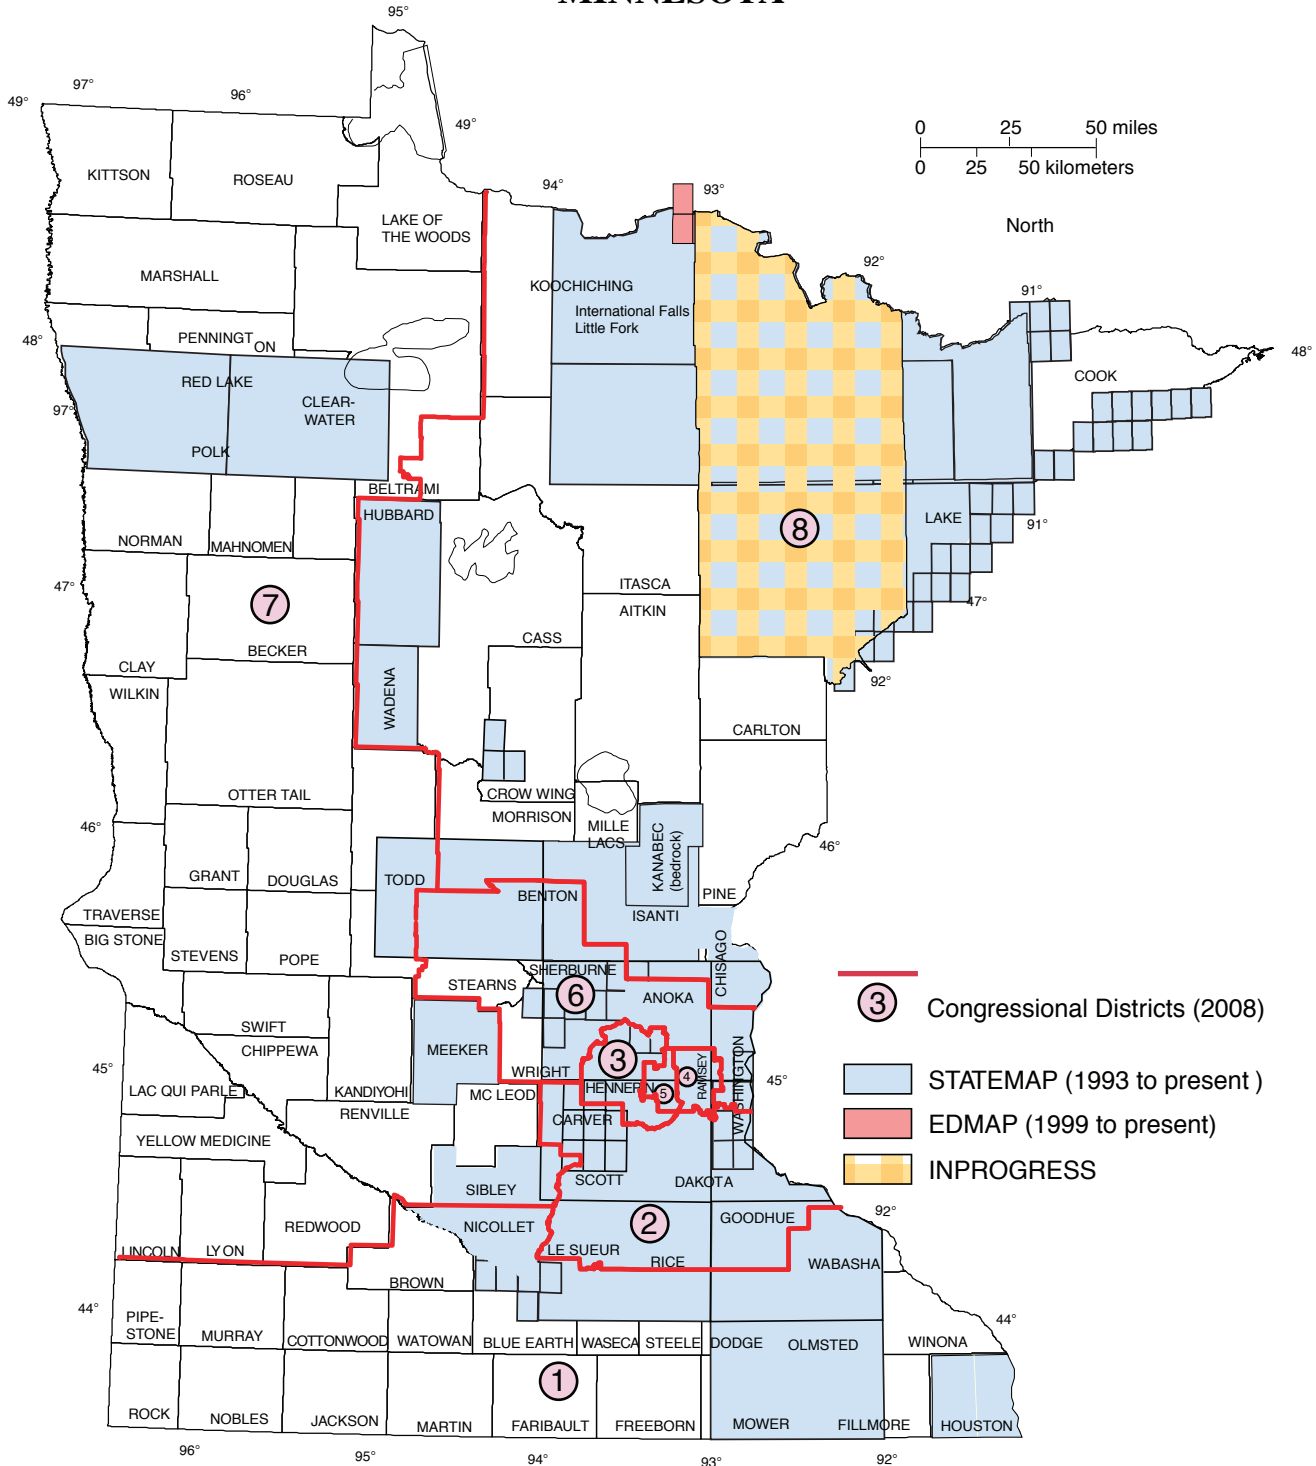 MINNESOTA
95°
97°
96°
49°
49°
0 25 50 miles
0 25 50 kilometers
KITTSON
ROSEAU
94°
93°
LAKE OF
THE WOODS
North
MARSHALL
92°
KOOCHICHING
91°
International Falls
Little Fork
PENNINGT
ON
48°
48°
RED LAKE
COOK
CLEAR-
WATER
97°
POLK
BELTRAMI
HUBBARD
LAKE
91°
8
NORMAN
MAHNOMEN
47°
ITASCA
7
AITKIN
47°
CASS
BECKER
CLAY
WILKIN
WADENA
92°
CARLTON
OTTER TAIL
CROW WING
MORRISON
46°
MILLE
LACS
46°
KANABEC
(bedrock)
GRANT
DOUGLAS
TODD
BENTON
PINE
TRAVERSE
ISANTI
BIG STONE
STEVENS
POPE
CHISAGO
SHERBURNE
STEARNS
6
ANOKA
3
Congressional Districts (2008)
SWIFT
CHIPPEWA
MEEKER
3
45°
WRIGHT
RAMSEY
4
WASHINGTON
45°
STATEMAP (1993 to present )
LAC QUI PARLE
KANDIYOHI
MC LEOD
HENNEPIN
5
RENVILLE
CARVER
EDMAP (1999 to present)
YELLOW MEDICINE
INPROGRESS
SIBLEY
SCOTT
DAKOTA
REDWOOD
NICOLLET
2
GOODHUE
92°
LINCOLN
LYON
LE SUEUR
RICE
WABASHA
BROWN
44°
PIPE-
STONE
MURRAY
COTTONWOOD
WATOWAN
BLUE EARTH
WASECA
STEELE
DODGE
OLMSTED
WINONA
44°
1
ROCK
NOBLES
JACKSON
MARTIN
FARIBAULT
FREEBORN
MOWER
FILLMORE
HOUSTON
96°
95°
94°
93°
92°